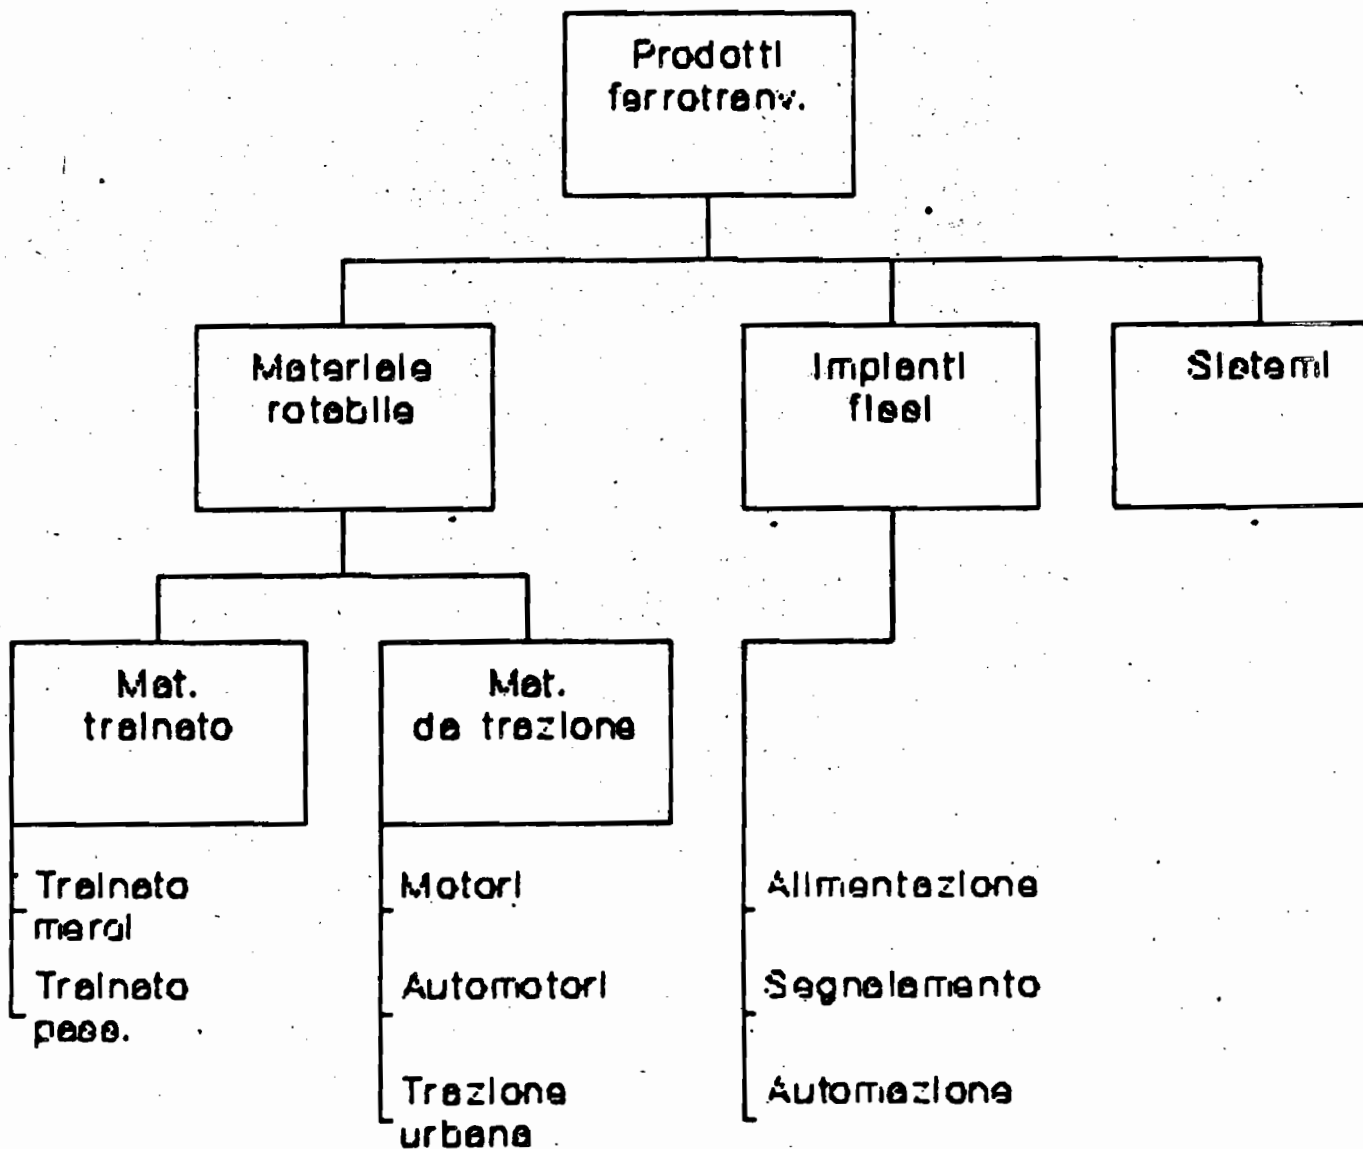 Prodotti
ferrotranv.
Materiale
rotabile
Impianti
fissi
Sistemi
Mat.
trainato
Mat.
da trazione
Trainato
merci
Trainato
pass.
Motori
Automotori
Trazione
urbana
Alimentazione
Segnalamento
Automazione